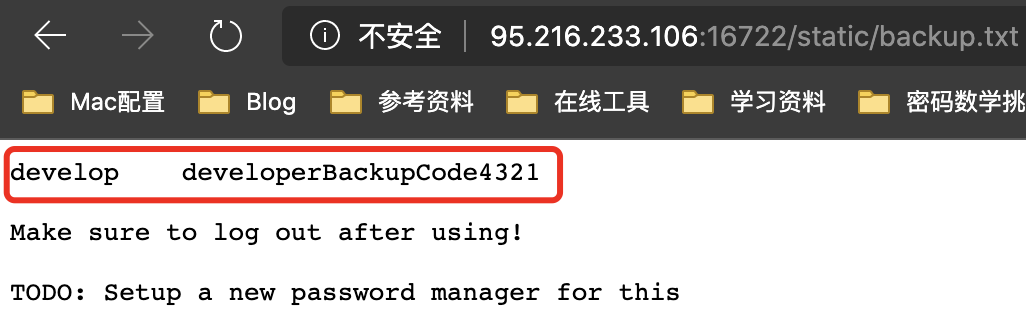 不安全 95.216.233.106:16722/static/backup.txt
Mac配置 Blog 参考资料 在线工具 学习资料 密码数学挑
develop    developerBackupCode4321
Make sure to log out after using!
TODO: Setup a new password manager for this